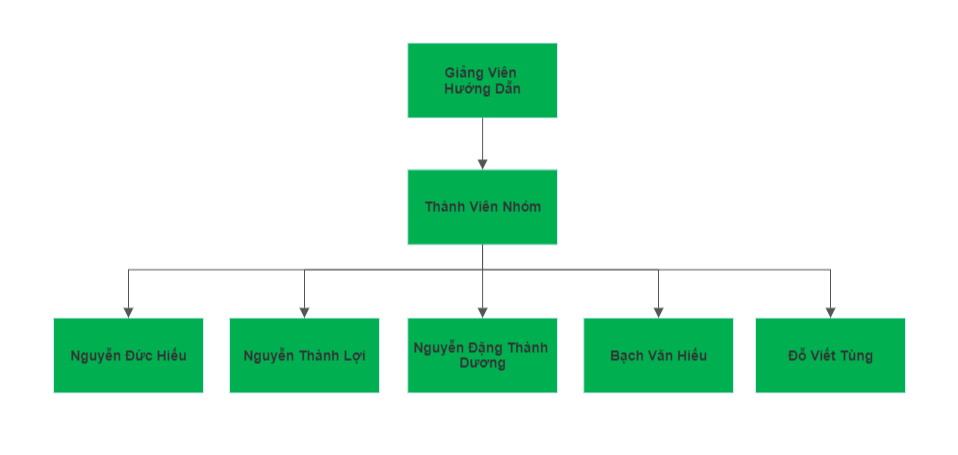 Giảng Viên
Hướng Dẫn
Thành Viên Nhóm
Nguyễn Đức Hiếu
Nguyễn Thành Lợi
Nguyễn Đặng Thành
Dương
Bạch Văn Hiếu
Đỗ Viết Tùng